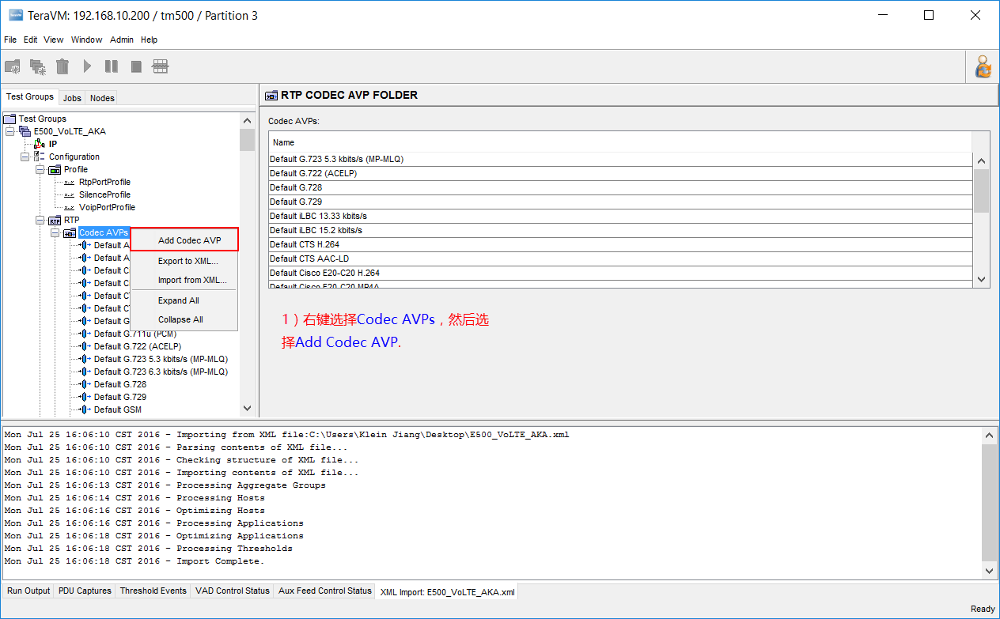 TeraVM: 192.168.10.200 / tm500 / Partition 3
File Edit View Window Admin Help
Test Groups Jobs Nodes
Test Groups
E500_VoLTE_AKA
IP
Configuration
Profile
RtpPortProfile
SilenceProfile
VoipPortProfile
RTP
Codec AVPs
Default A
Default A
Default C
Default C
Default C
Default C
Default G
Default G.711u (PCM)
Default G.722 (ACELP)
Default G.723 5.3 kbits/s (MP-MLQ)
Default G.723 6.3 kbits/s (MP-MLQ)
Default G.728
Default G.729
Default GSM
Add Codec AVP
Export to XML...
Import from XML...
Expand All
Collapse All
RTP CODEC AVP FOLDER
Codec AVPs:
Name
Default G.723 5.3 kbits/s (MP-MLQ)
Default G.722 (ACELP)
Default G.728
Default G.729
Default iLBC 13.33 kbits/s
Default iLBC 15.2 kbits/s
Default CTS H.264
Default CTS AAC-LD
Default Cisco E20-C20 H.264
Default Cisco E20-C20 MP4A
1）右键选择Codec AVPs，然后选
择Add Codec AVP.
Mon Jul 25 16:06:10 CST 2016 - Importing from XML file:C:\Users\Klein Jiang\Desktop\E500_VoLTE_AKA.xml
Mon Jul 25 16:06:10 CST 2016 - Parsing contents of XML file...
Mon Jul 25 16:06:10 CST 2016 - Checking structure of XML file...
Mon Jul 25 16:06:10 CST 2016 - Importing contents of XML file...
Mon Jul 25 16:06:13 CST 2016 - Processing Aggregate Groups
Mon Jul 25 16:06:14 CST 2016 - Processing Hosts
Mon Jul 25 16:06:16 CST 2016 - Optimizing Hosts
Mon Jul 25 16:06:16 CST 2016 - Processing Applications
Mon Jul 25 16:06:18 CST 2016 - Optimizing Applications
Mon Jul 25 16:06:18 CST 2016 - Processing Thresholds
Mon Jul 25 16:06:18 CST 2016 - Import Complete.
Run Output PDU Captures Threshold Events VAD Control Status Aux Feed Control Status XML Import: E500_VoLTE_AKA.xml
Ready